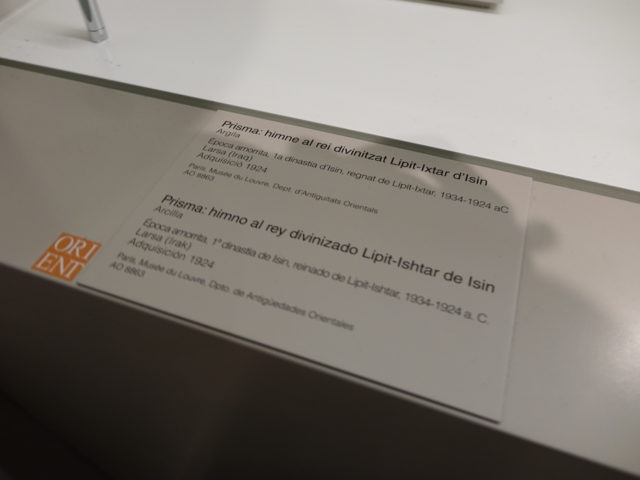 Prisma: himne al rei divinitzat Lipit-Ixtar d'Isin
Argila
Època amorrita, 1a dinastia d'Isin, regnat de Lipit-Ixtar, 1934-1924 aC
Larsa (Iraq)
Adquisició 1924
París, Musée du Louvre, Dept. d'Antiguitats Orientals
AO 8863
Prisma: himno al rey divinizado Lipit-Ishtar de Isin
Arcilla
Época amorrita, 1ª dinastía de Isin, reinado de Lipit-Ishtar, 1934-1924 a. C.
Larsa (Irak)
Adquisición 1924
París, Musée du Louvre, Dpto. de Antigüedades Orientales
AO 8863
ORI
ENT